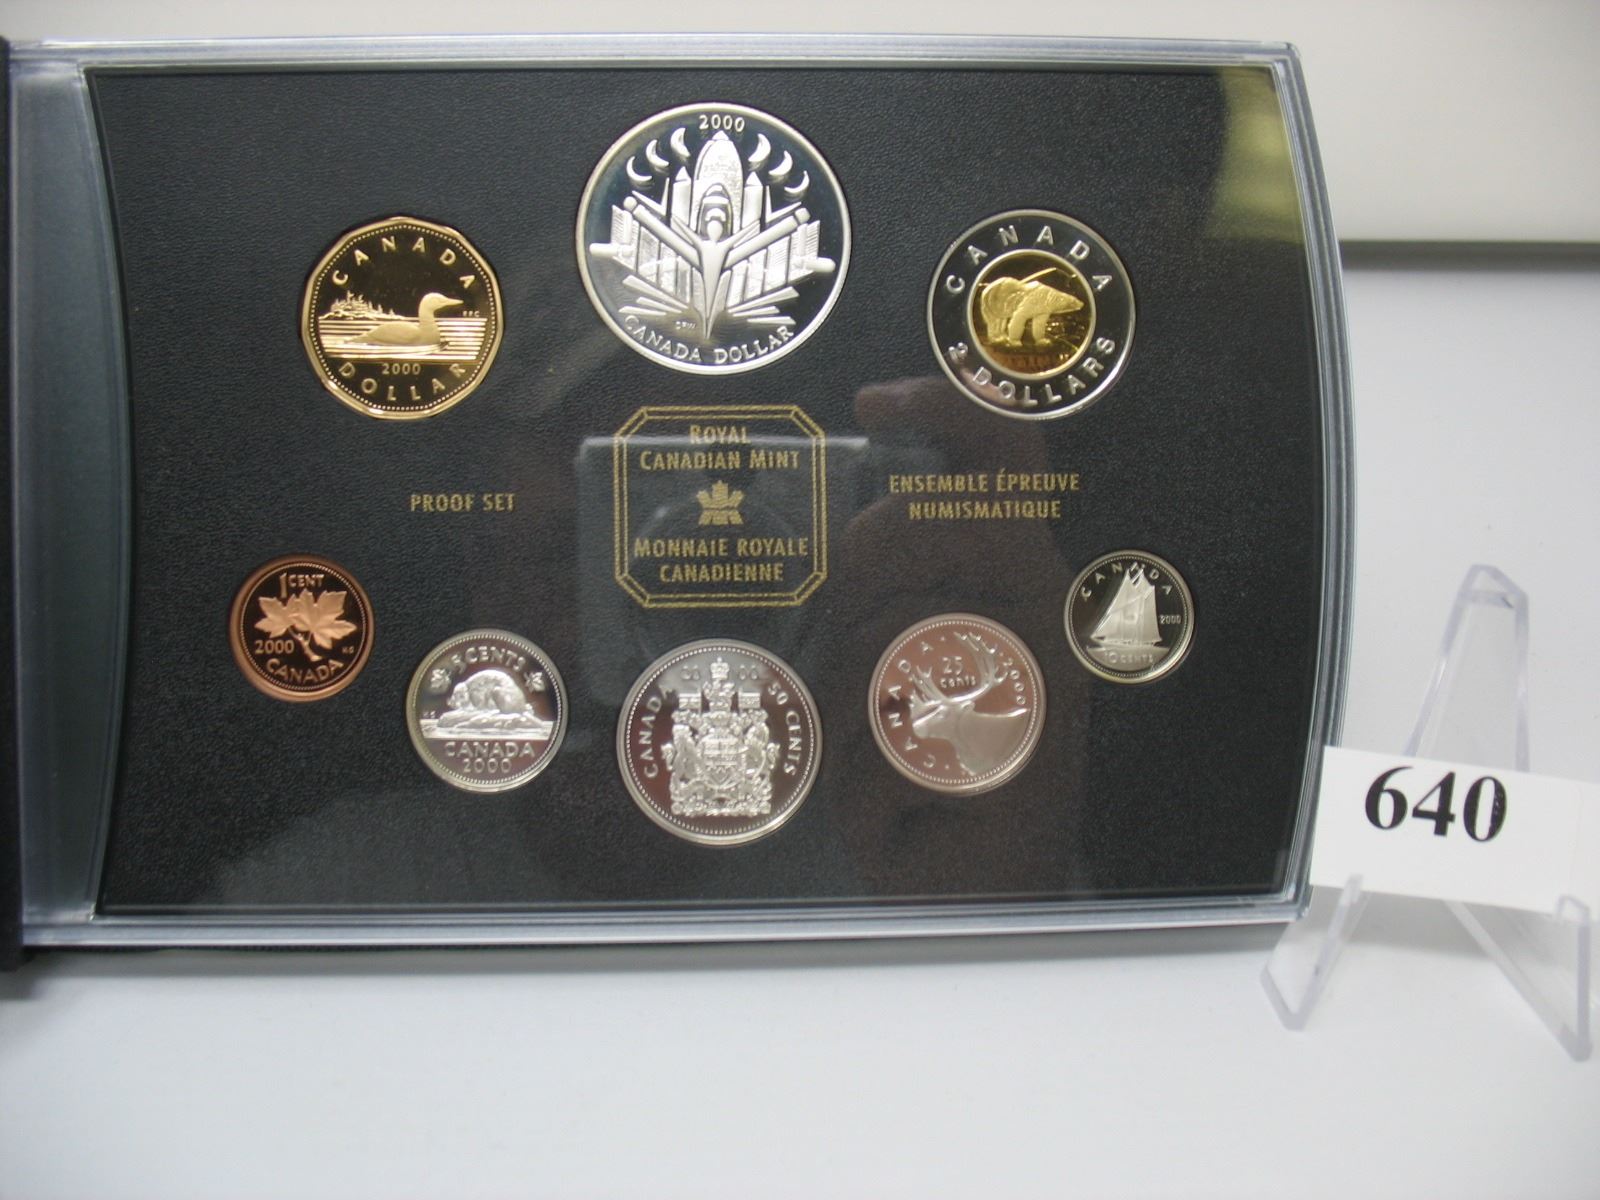 2000
CANADA DOLLAR
CANADA
2000
DOLLAR
CANADA
2 DOLLARS
ROYAL
CANADIAN MINT
MONNAIE ROYALE
CANADIENNE
PROOF SET
ENSEMBLE ÉPREUVE
NUMISMATIQUE
1 CENT
2000
CANADA
5 CENTS
CANADA
2000
CANADA
50 CENTS
CANADA
25
cents
2000
CANADA
2000
10 CENTS
640